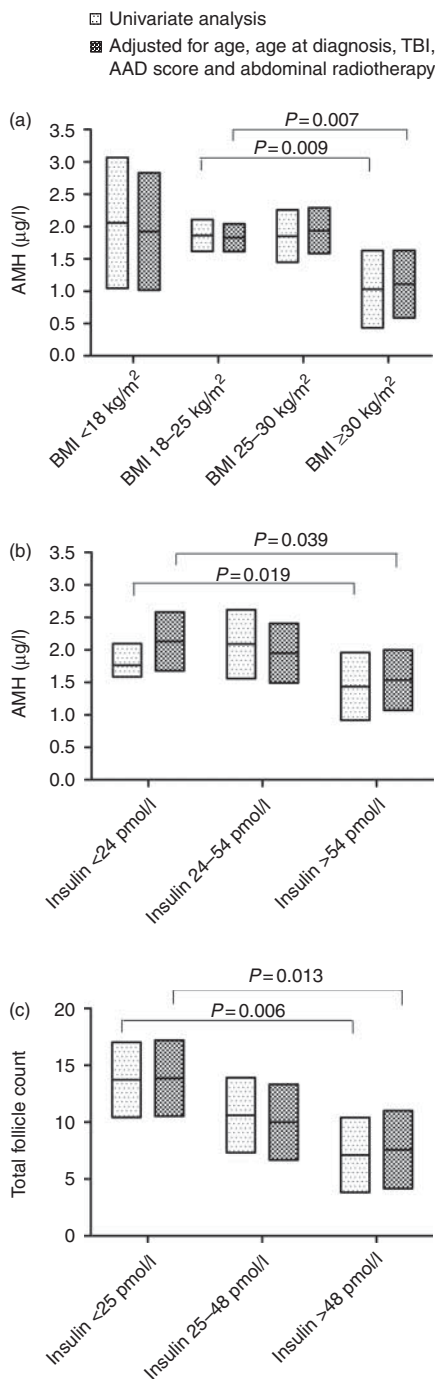 Univariate analysis
Adjusted for age, age at diagnosis, TBI,
AAD score and abdominal radiotherapy
(a)
P=0.007
P=0.009
3.5
3.0
2.5
2.0
1.5
1.0
0.5
0.0
AMH (µg/l)
BMI <18 kg/m²
BMI 18–25 kg/m²
BMI 25–30 kg/m²
BMI ≥30 kg/m²
(b)
P=0.039
P=0.019
3.5
3.0
2.5
2.0
1.5
1.0
0.5
0.0
AMH (µg/l)
Insulin <24 pmol/l
Insulin 24–54 pmol/l
Insulin >54 pmol/l
(c)
P=0.013
P=0.006
20
15
10
5
0
Total follicle count
Insulin <25 pmol/l
Insulin 25–48 pmol/l
Insulin >48 pmol/l